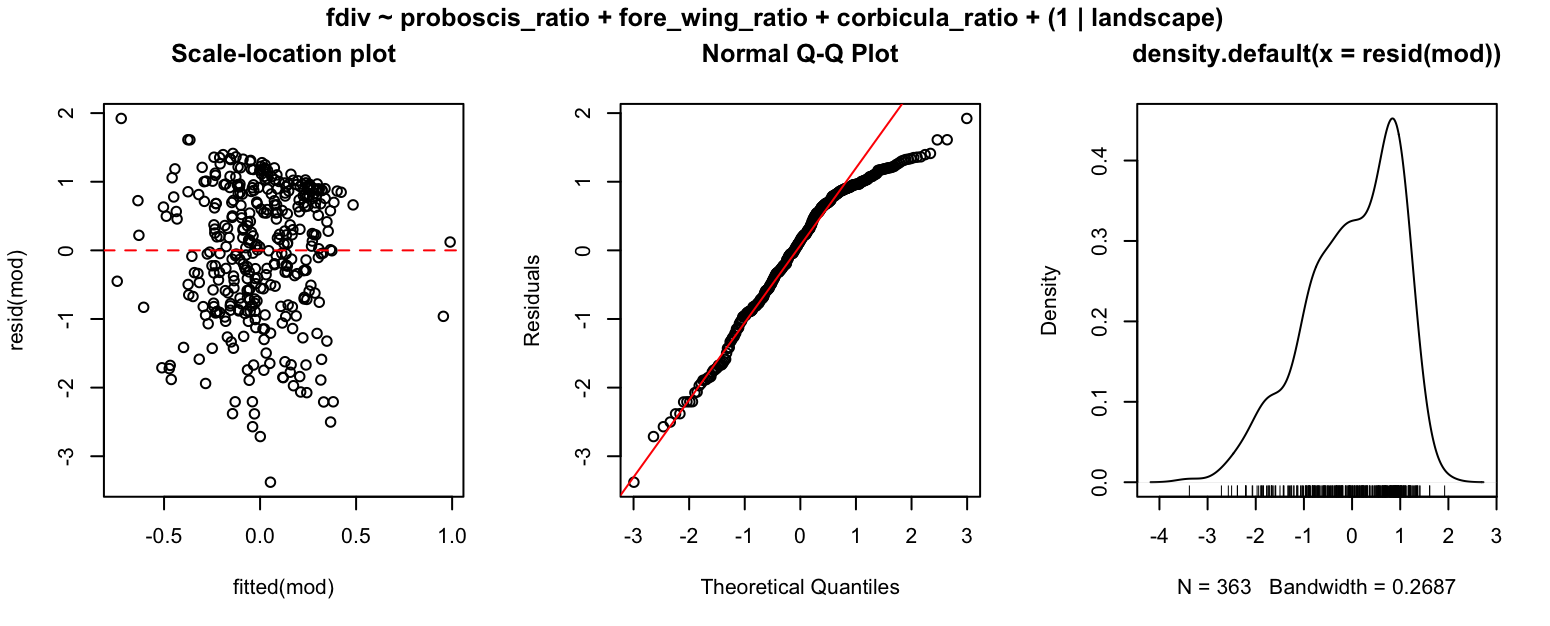 fdiv ~ proboscis_ratio + fore_wing_ratio + corbicula_ratio + (1 | landscape)
Scale-location plot
resid(mod)
2
1
0
-1
-2
-3
-0.5 0.0 0.5 1.0
fitted(mod)
Normal Q-Q Plot
Residuals
2
1
0
-1
-2
-3
-3 -2 -1 0 1 2 3
Theoretical Quantiles
density.default(x = resid(mod))
Density
0.4
0.3
0.2
0.1
0.0
-4 -3 -2 -1 0 1 2 3
N = 363 Bandwidth = 0.2687